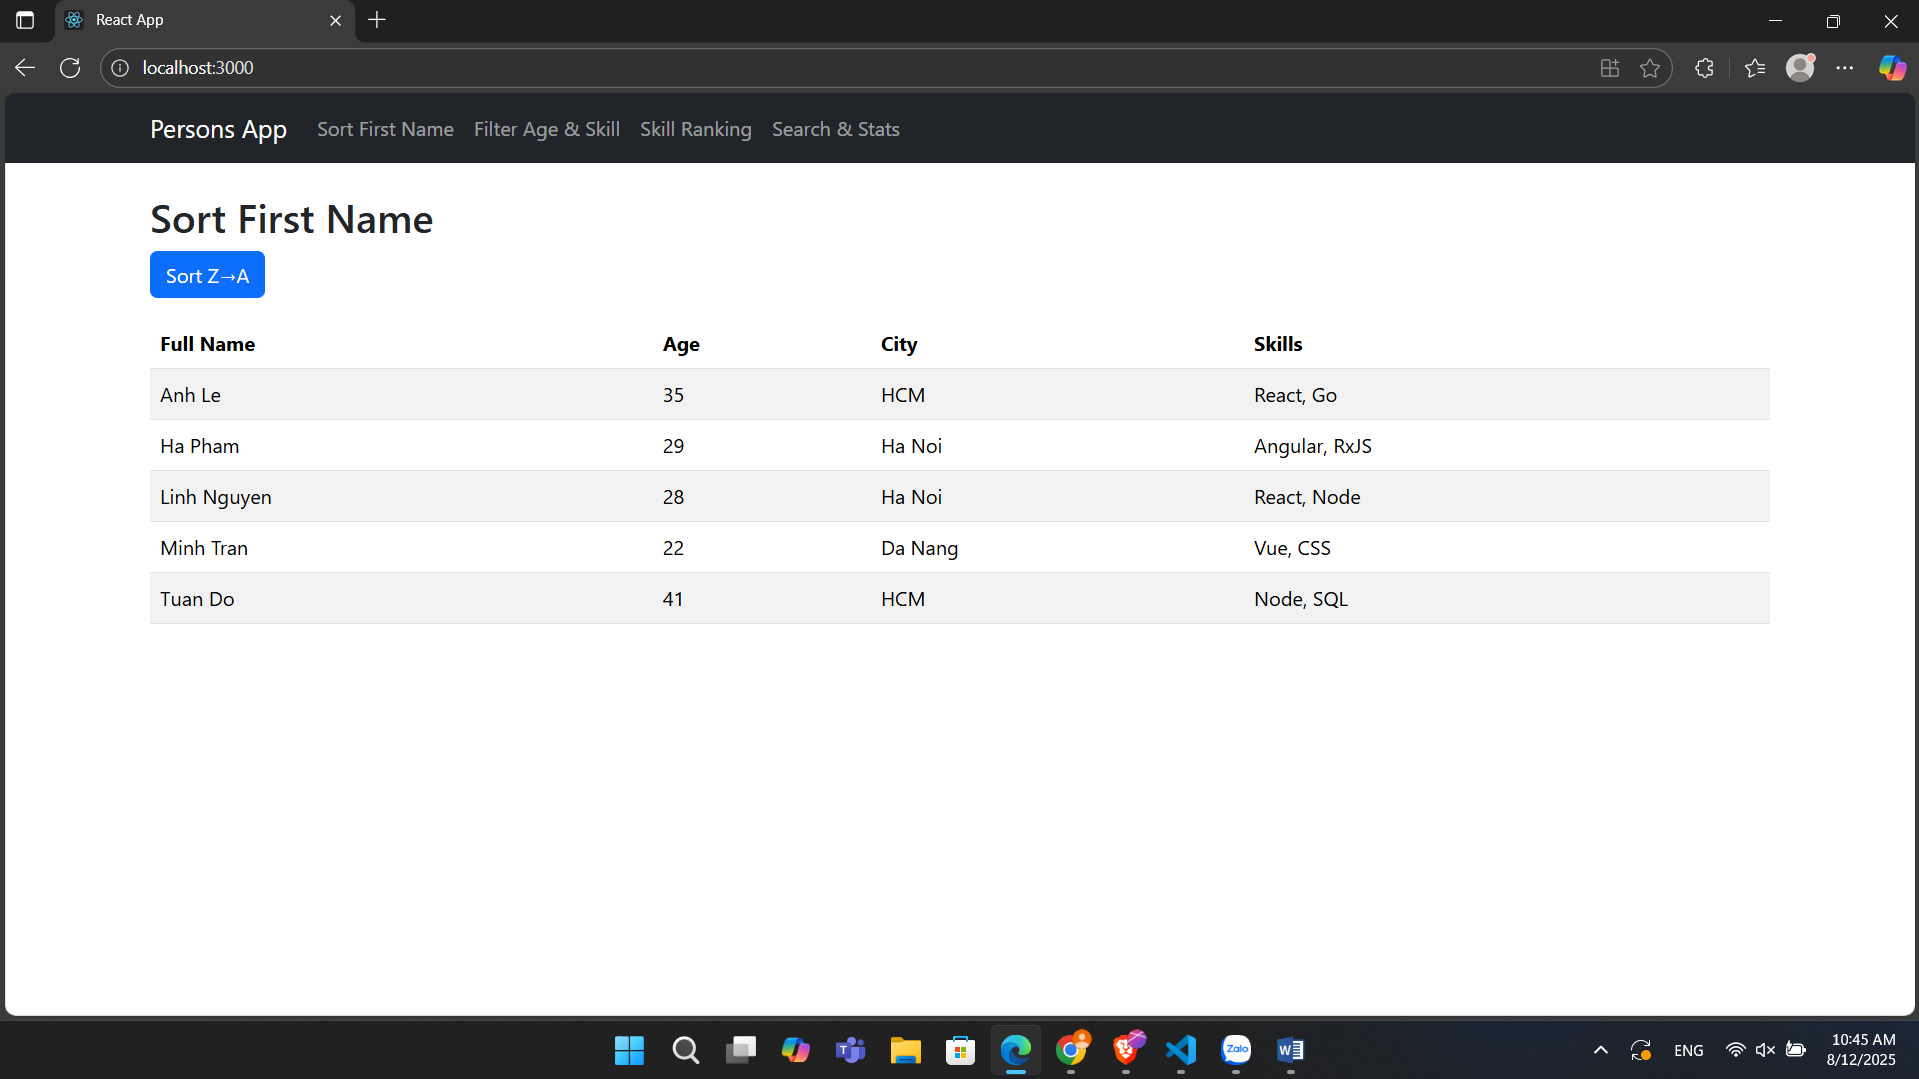 React App
localhost:3000
Persons App Sort First Name Filter Age & Skill Skill Ranking Search & Stats
Sort First Name
Sort Z→A
Full Name Age City Skills
Anh Le 35 HCM React, Go
Ha Pham 29 Ha Noi Angular, RxJS
Linh Nguyen 28 Ha Noi React, Node
Minh Tran 22 Da Nang Vue, CSS
Tuan Do 41 HCM Node, SQL
Zalo
ENG
10:45 AM
8/12/2025